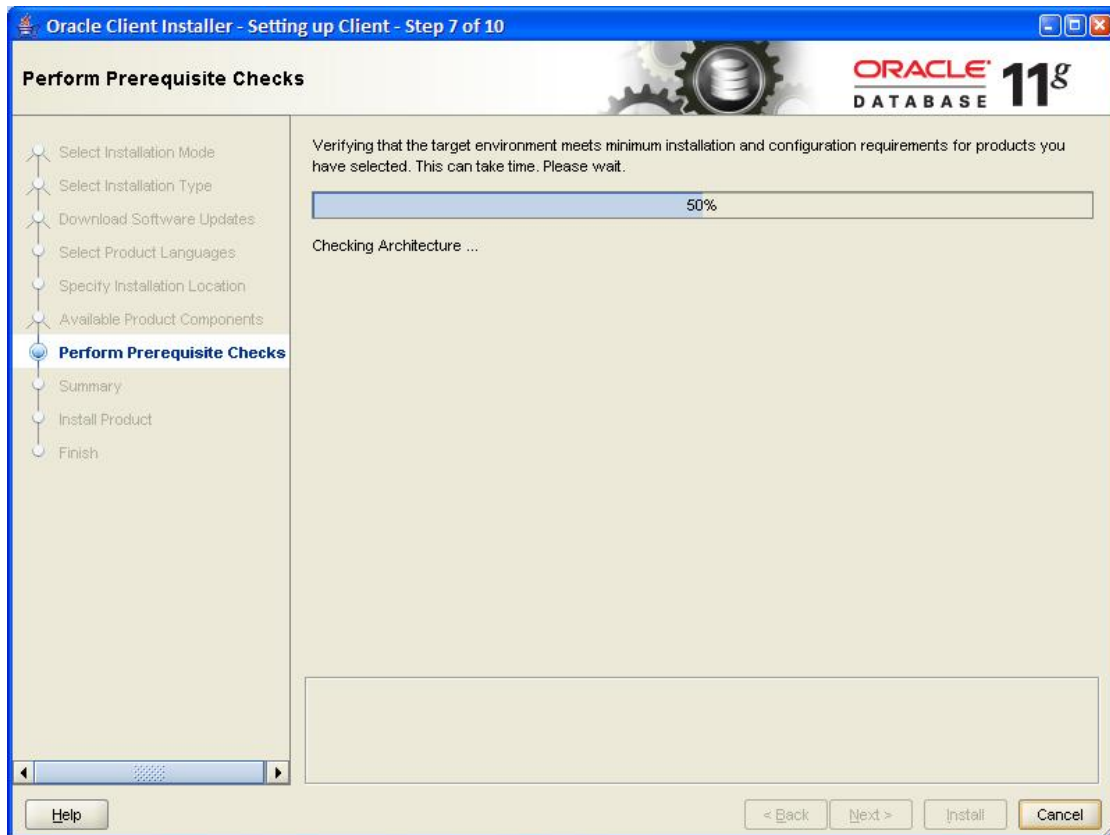 Oracle Client Installer - Setting up Client - Step 7 of 10
Perform Prerequisite Checks
ORACLE
DATABASE
11g
Select Installation Mode
Select Installation Type
Download Software Updates
Select Product Languages
Specify Installation Location
Available Product Components
Perform Prerequisite Checks
Summary
Install Product
Finish
Verifying that the target environment meets minimum installation and configuration requirements for products you
have selected. This can take time. Please wait.
50%
Checking Architecture ...
Help
< Back
Next >
Install
Cancel